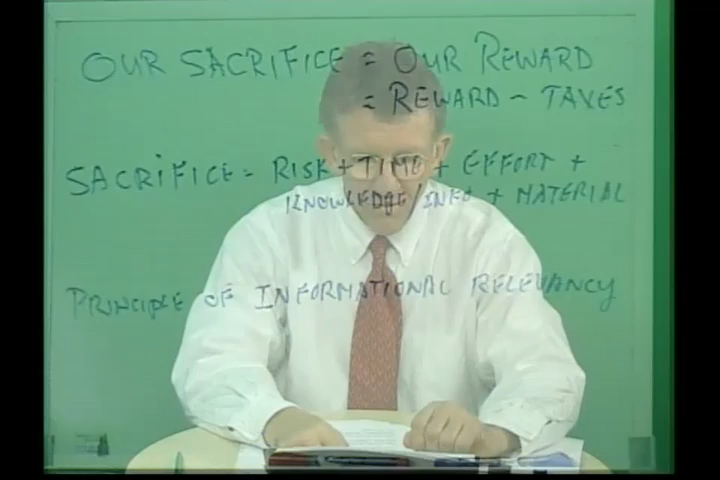 OUR SACRIFICE = OUR REWARD
= REWARD - TAXES
SACRIFICE = RISK + TIME + EFFORT +
KNOWLEDGE/INFO + MATERIAL
PRINCIPLE OF INFORMATIONAL RELEVANCY